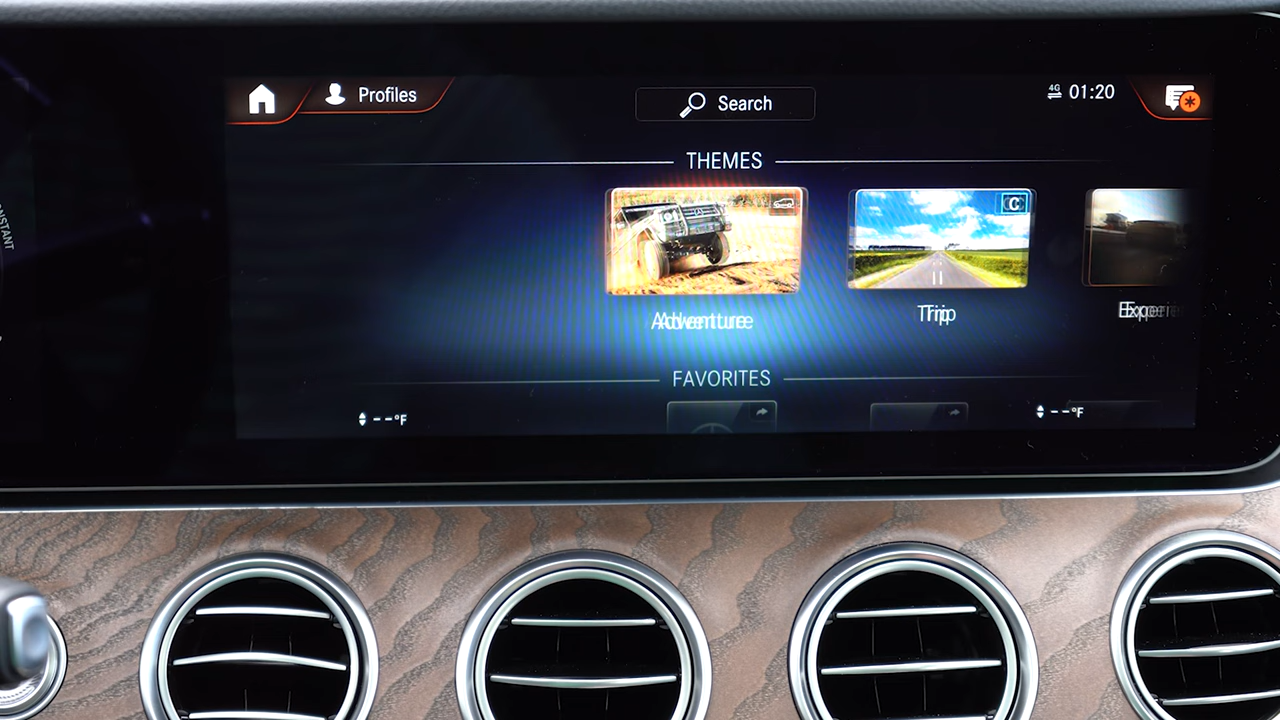 Profiles
Search
4G
01:20
THEMES
C
Adventure
Trip
FAVORITES
--°F
--°F